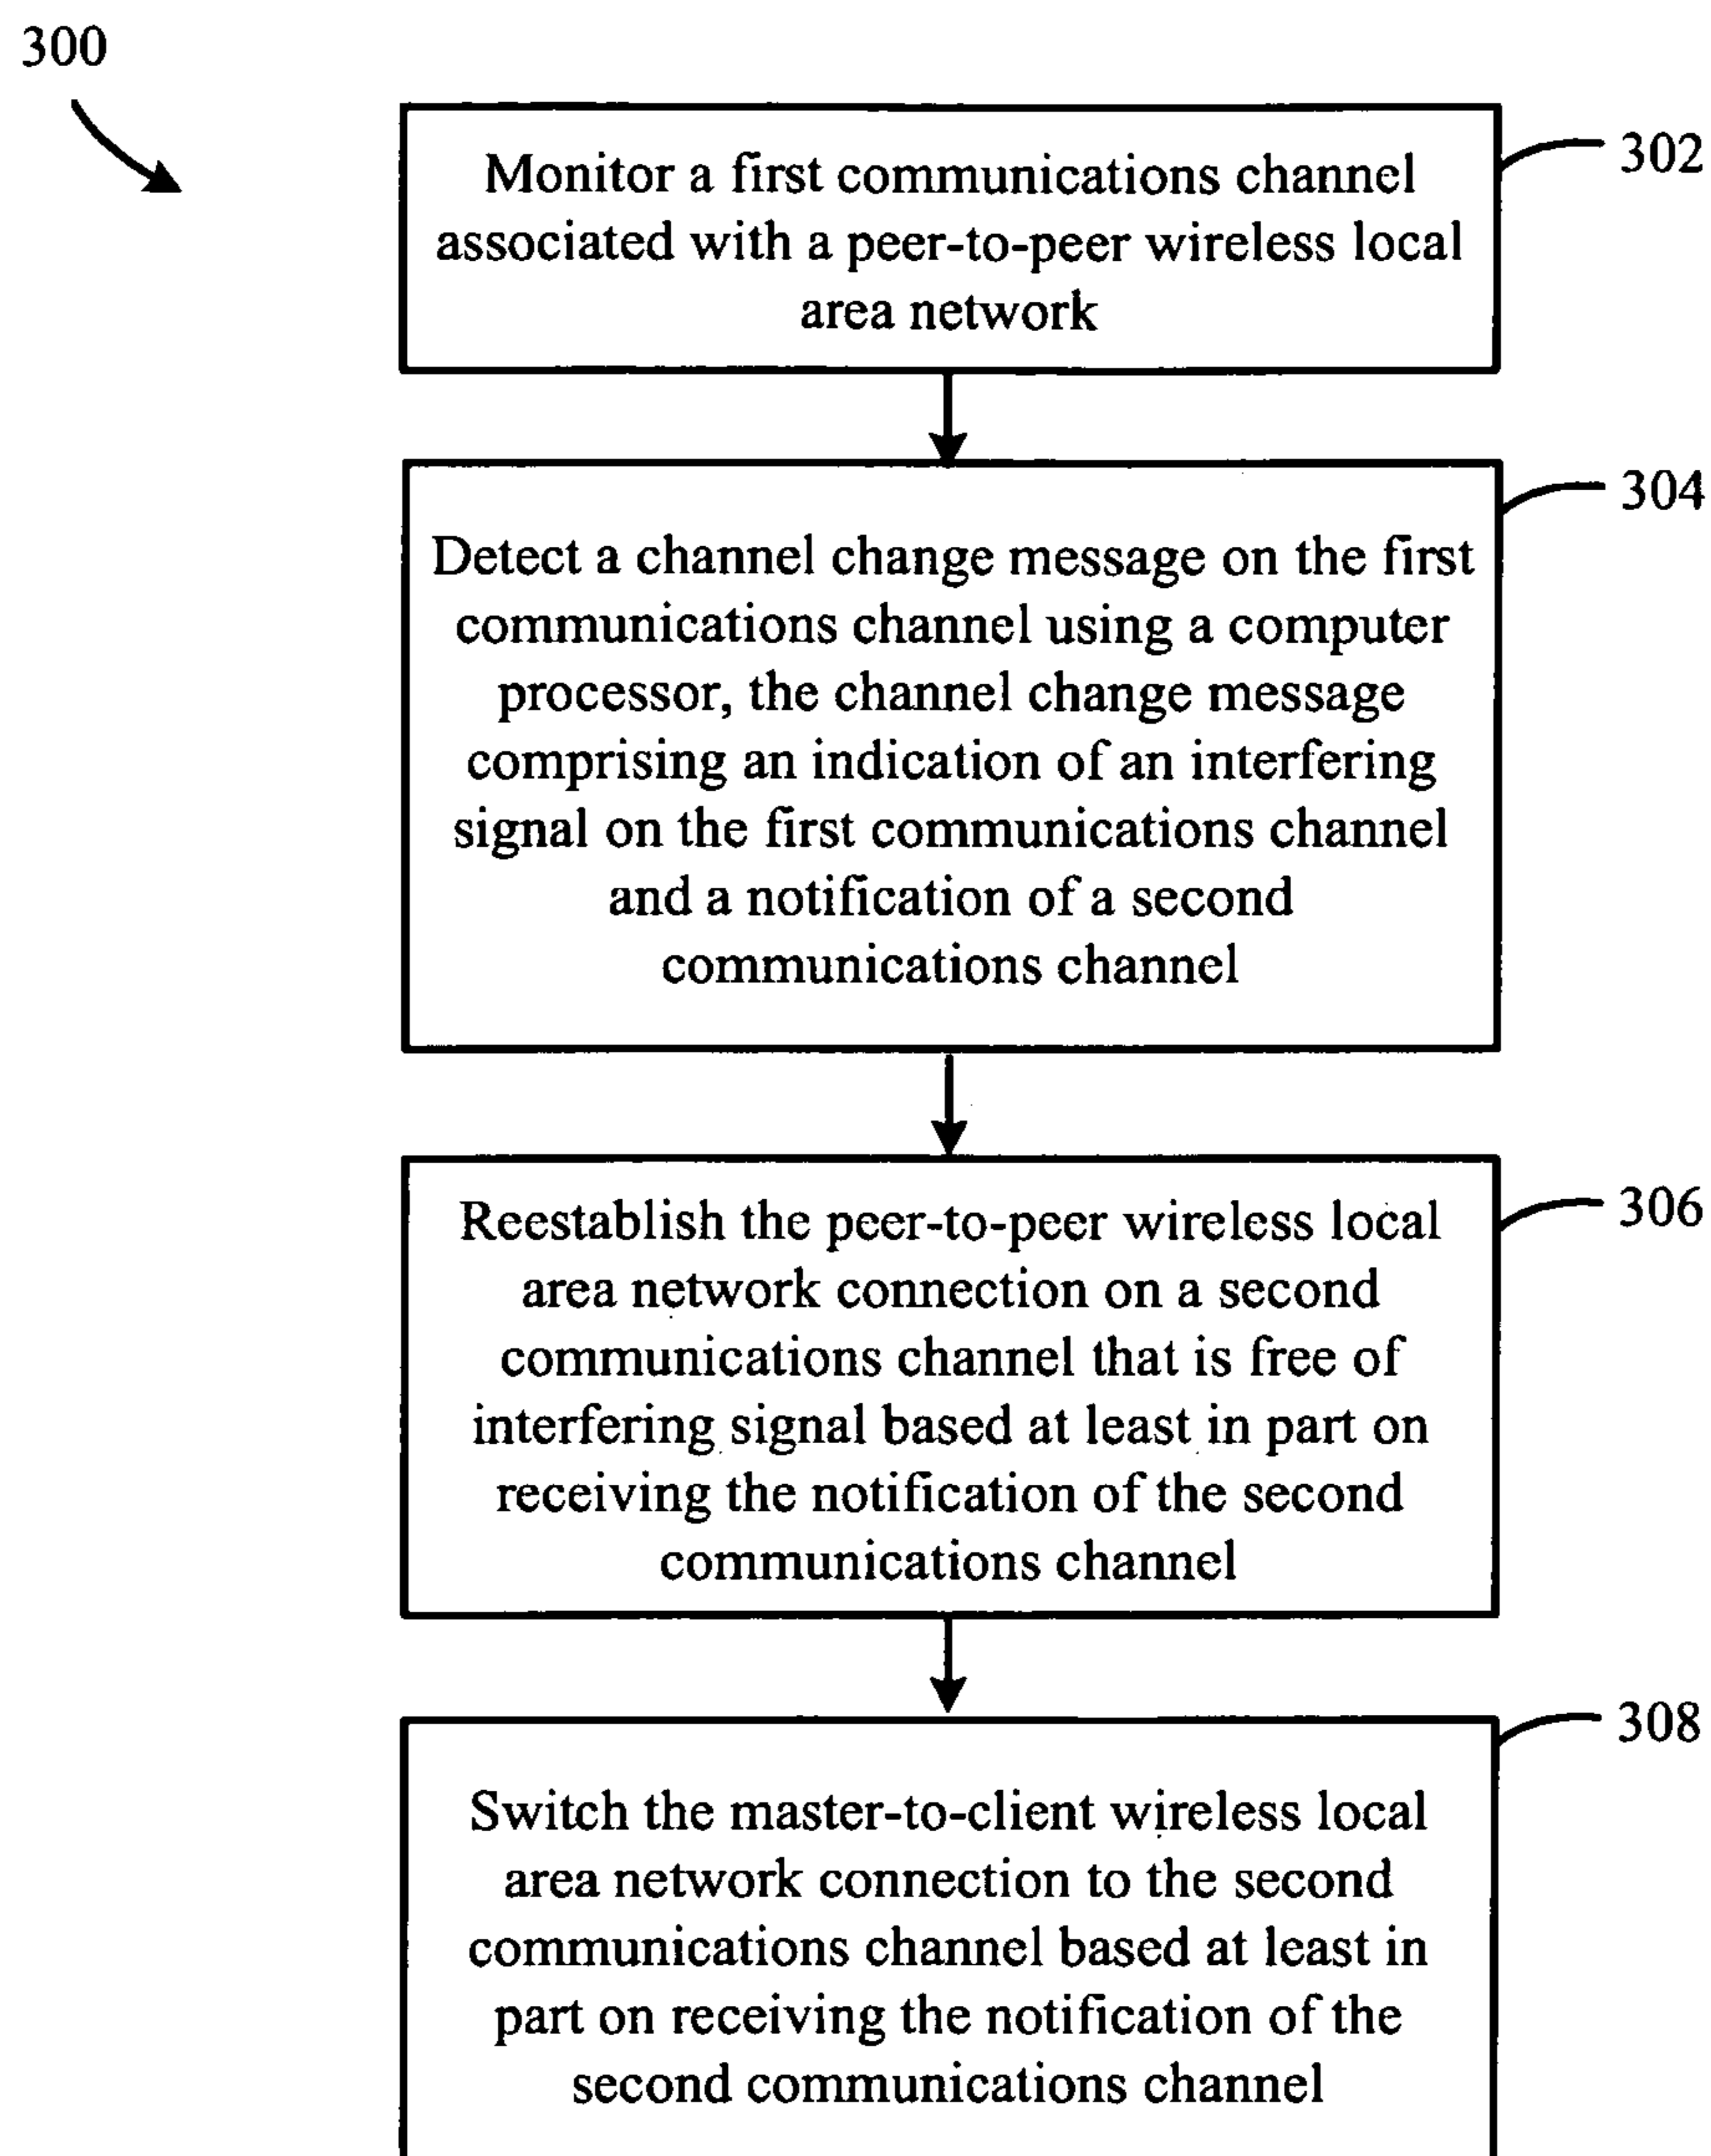 300
Monitor a first communications channel
associated with a peer-to-peer wireless local
area network
302
Detect a channel change message on the first
communications channel using a computer
processor, the channel change message
comprising an indication of an interfering
signal on the first communications channel
and a notification of a second
communications channel
304
Reestablish the peer-to-peer wireless local
area network connection on a second
communications channel that is free of
interfering signal based at least in part on
receiving the notification of the second
communications channel
306
Switch the master-to-client wireless local
area network connection to the second
communications channel based at least in
part on receiving the notification of the
second communications channel
308